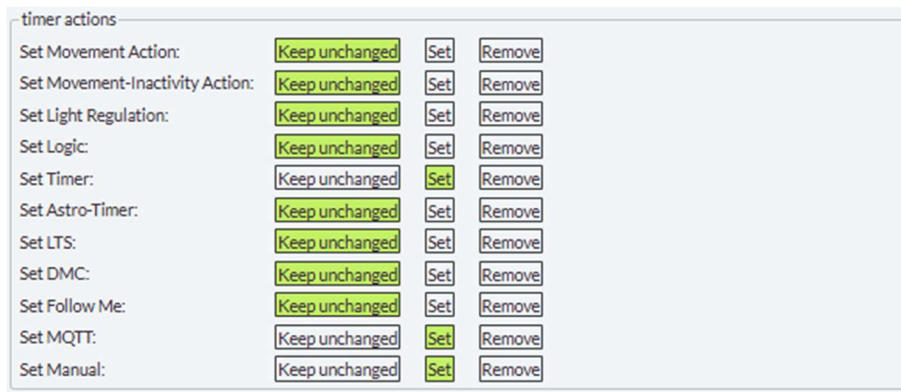 timer actions
Set Movement Action: Keep unchanged Set Remove
Set Movement-Inactivity Action: Keep unchanged Set Remove
Set Light Regulation: Keep unchanged Set Remove
Set Logic: Keep unchanged Set Remove
Set Timer: Keep unchanged Set Remove
Set Astro-Timer: Keep unchanged Set Remove
Set LTS: Keep unchanged Set Remove
Set DMC: Keep unchanged Set Remove
Set Follow Me: Keep unchanged Set Remove
Set MQTT: Keep unchanged Set Remove
Set Manual: Keep unchanged Set Remove